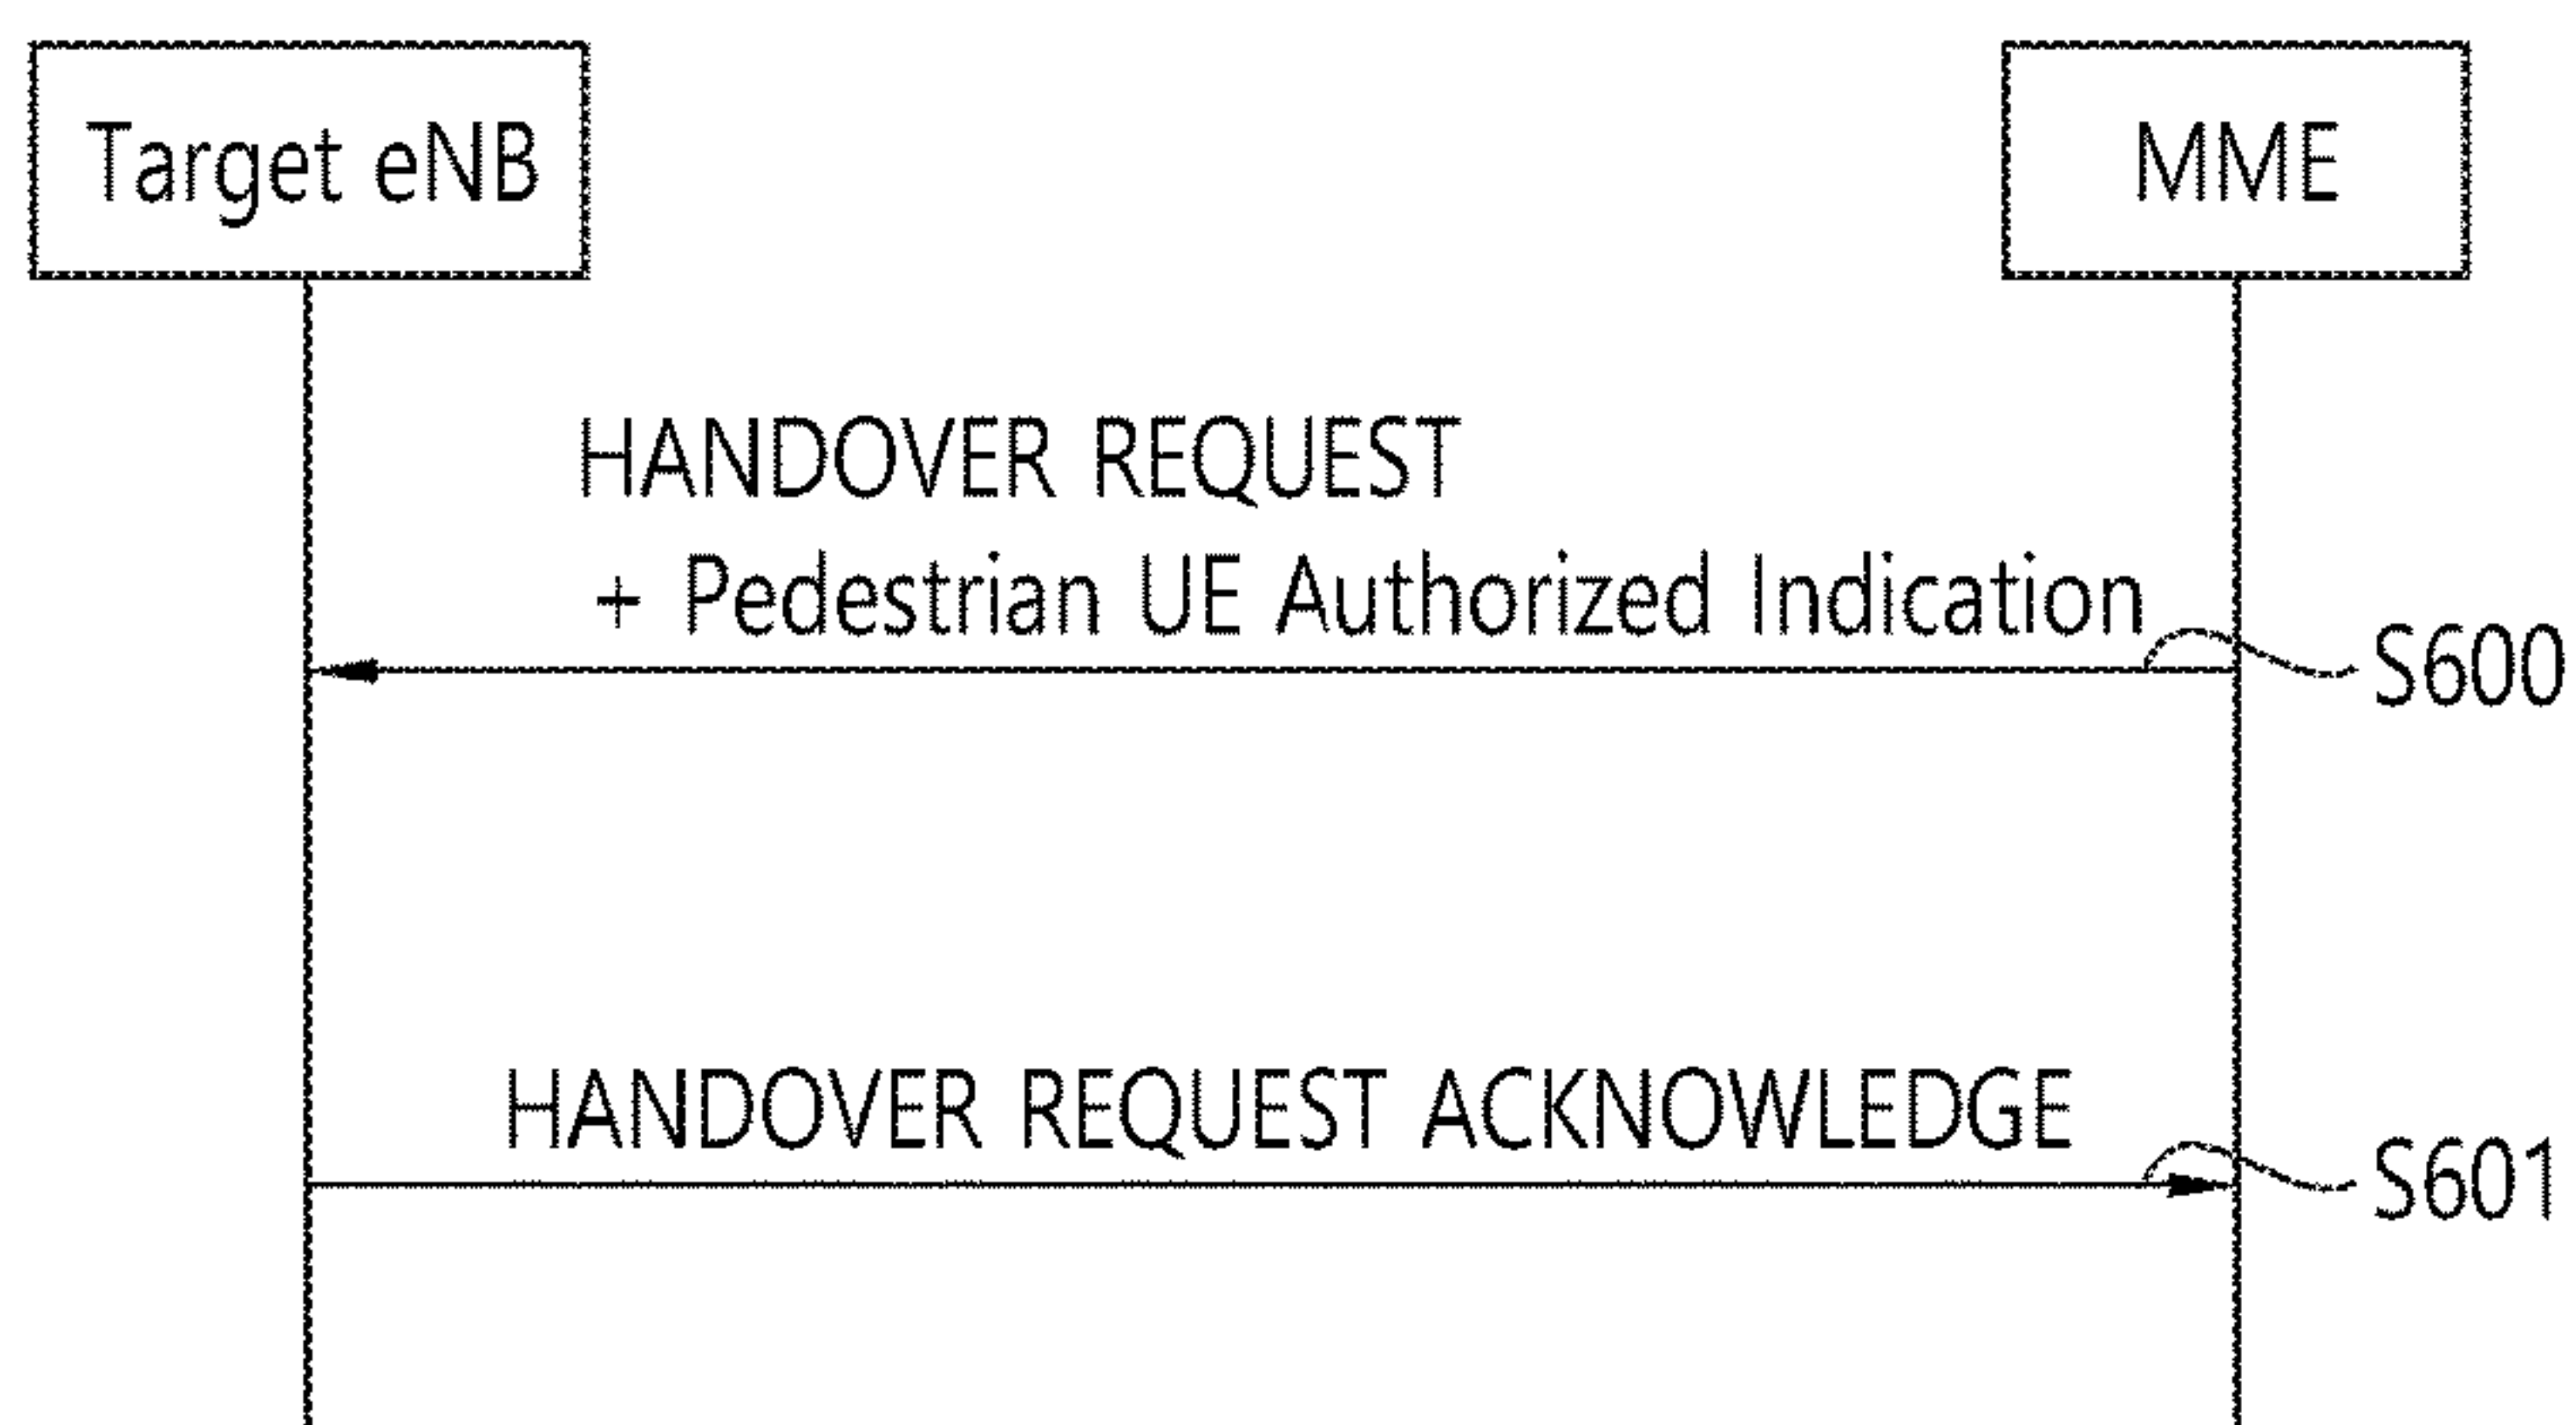 Target eNB
MME
HANDOVER REQUEST
+ Pedestrian UE Authorized Indication
S600
HANDOVER REQUEST ACKNOWLEDGE
S601